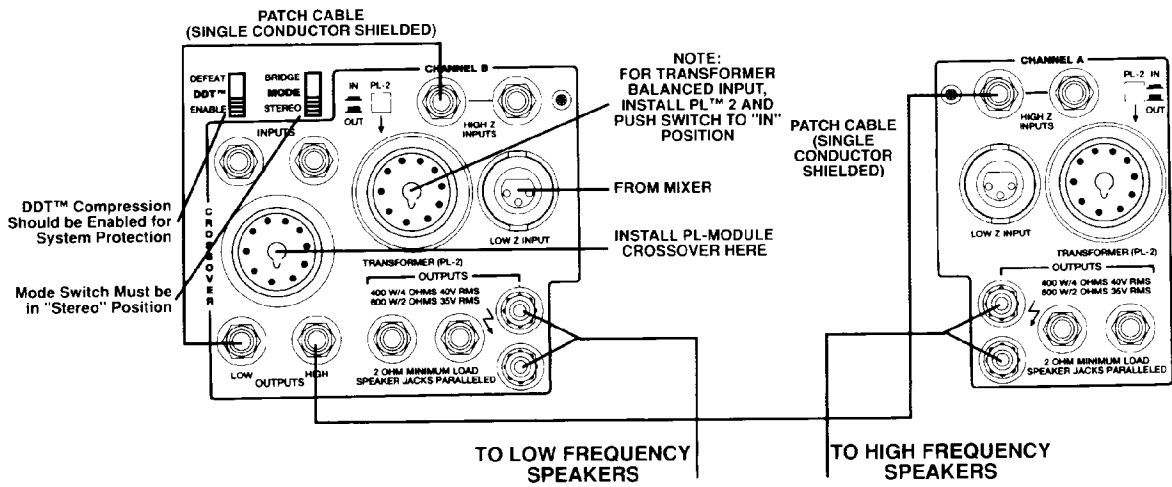 PATCH CABLE
(SINGLE CONDUCTOR SHIELDED)
DEFEAT
DDT™
ENABLE
BRIDGE
MODE
STEREO
INPUTS
IN
OUT
PL-2
CHANNEL B
HIGH Z
INPUTS
NOTE:
FOR TRANSFORMER
BALANCED INPUT,
INSTALL PL™ 2 AND
PUSH SWITCH TO "IN"
POSITION
FROM MIXER
INSTALL PL-MODULE
CROSSOVER HERE
DDT™ Compression
Should be Enabled for
System Protection
Mode Switch Must be
in "Stereo" Position
CROSSOVER
LOW Z INPUT
TRANSFORMER (PL-2)
OUTPUTS
400 W/4 OHMS 40V RMS
600 W/2 OHMS 35V RMS
LOW
OUTPUTS
HIGH
2 OHM MINIMUM LOAD
SPEAKER JACKS PARALLELED
TO LOW FREQUENCY
SPEAKERS
PATCH CABLE
(SINGLE
CONDUCTOR
SHIELDED)
CHANNEL A
HIGH Z
INPUTS
PL-2
IN
OUT
LOW Z INPUT
TRANSFORMER (PL-2)
OUTPUTS
400 W/4 OHMS 40V RMS
600 W/2 OHMS 35V RMS
2 OHM MINIMUM LOAD
SPEAKER JACKS PARALLELED
TO HIGH FREQUENCY
SPEAKERS